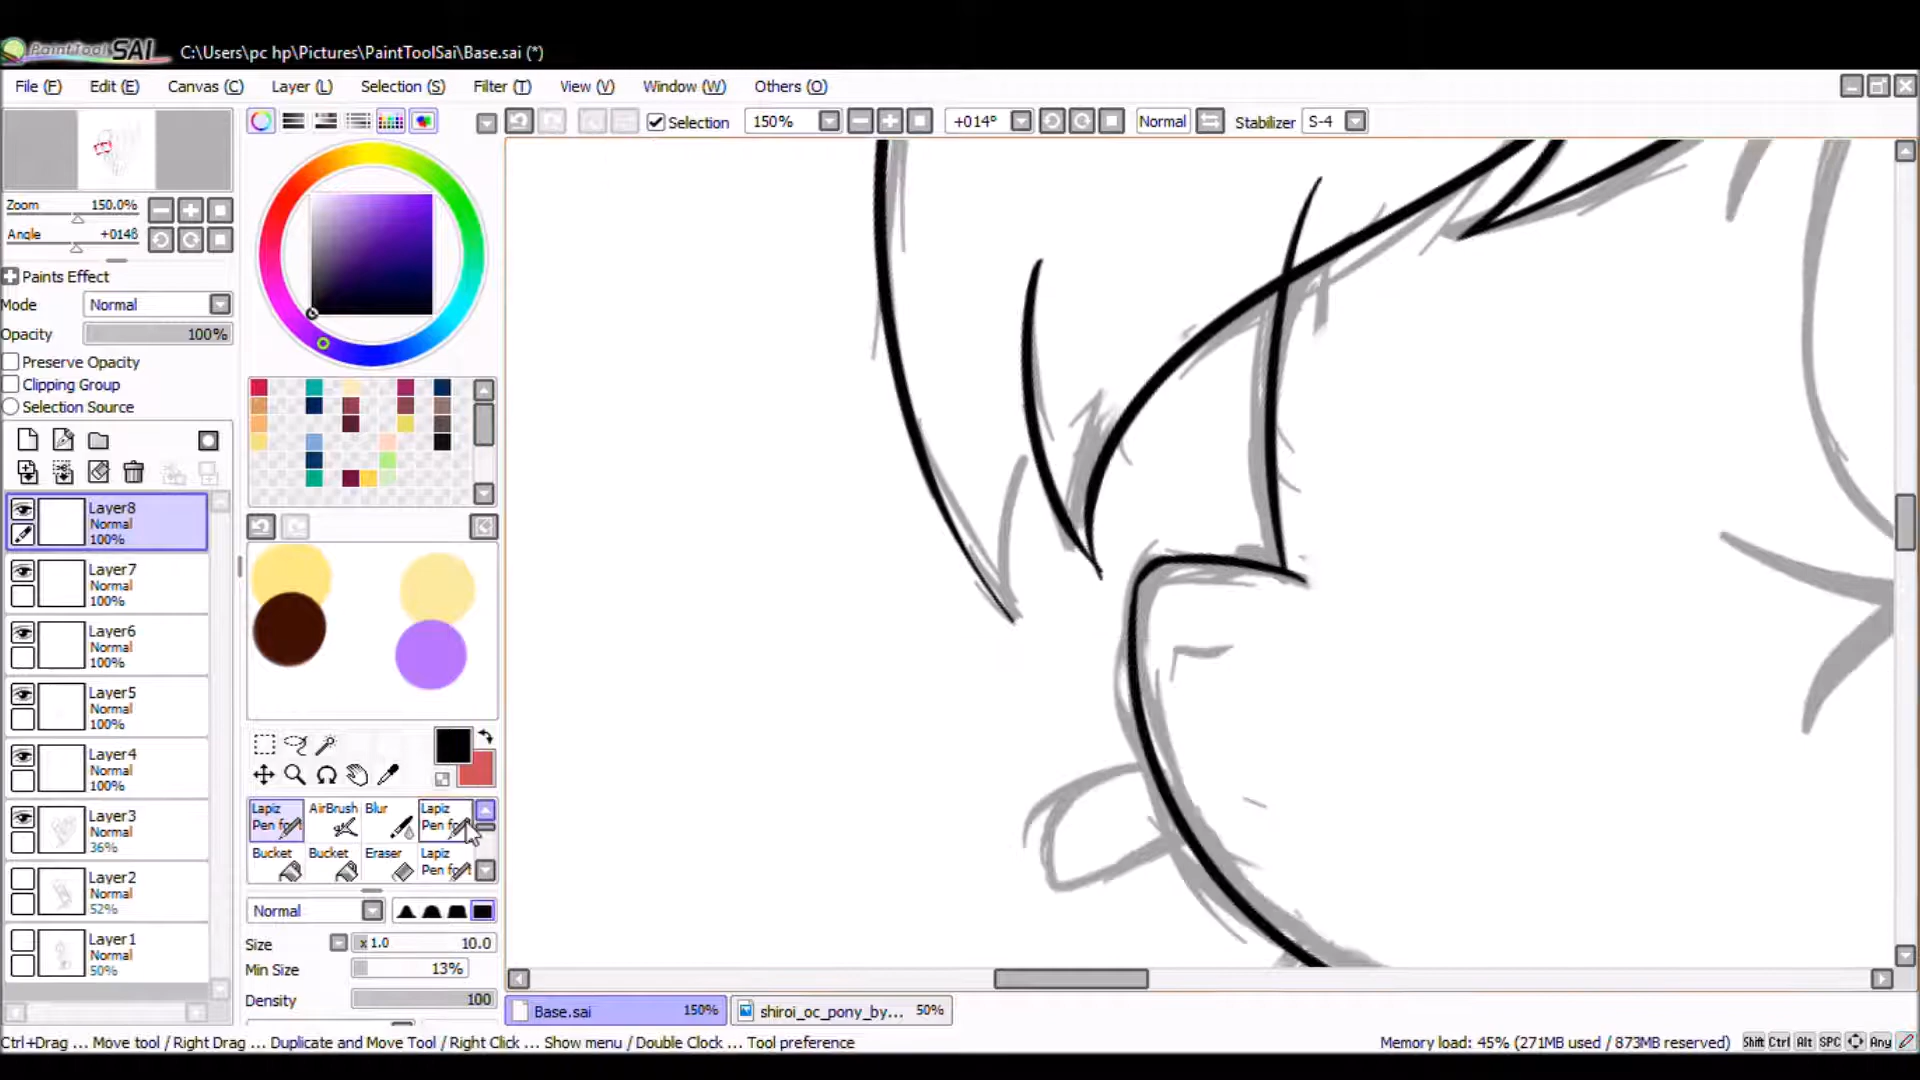 PaintTool SAI C:\Users\pc hp\Pictures\PaintToolSai\Base.sai (*)
File (F) Edit (E) Canvas (C) Layer (L) Selection (S) Filter (T) View (V) Window (W) Others (O)
Selection 150% +014° Normal Stabilizer S-4
Zoom 150.0%
Angle +0148
Paints Effect
Mode Normal
Opacity 100%
Preserve Opacity
Clipping Group
Selection Source
Layer8
Normal
100%
Layer7
Normal
100%
Layer6
Normal
100%
Layer5
Normal
100%
Layer4
Normal
100%
Layer3
Normal
36%
Layer2
Normal
52%
Layer1
Normal
50%
Lapiz AirBrush Blur Lapiz
Pen fo Pen fo
Bucket Bucket Eraser Lapiz
Pen fo
Normal
Size x 1.0 10.0
Min Size 13%
Density 100
Base.sai 150% shiroi_oc_pony_by... 50%
Ctrl+Drag ... Move tool / Right Drag ... Duplicate and Move Tool / Right Click ... Show menu / Double Clock ... Tool preference
Memory load: 45% (271MB used / 873MB reserved) Shift Ctrl Alt SPC Any